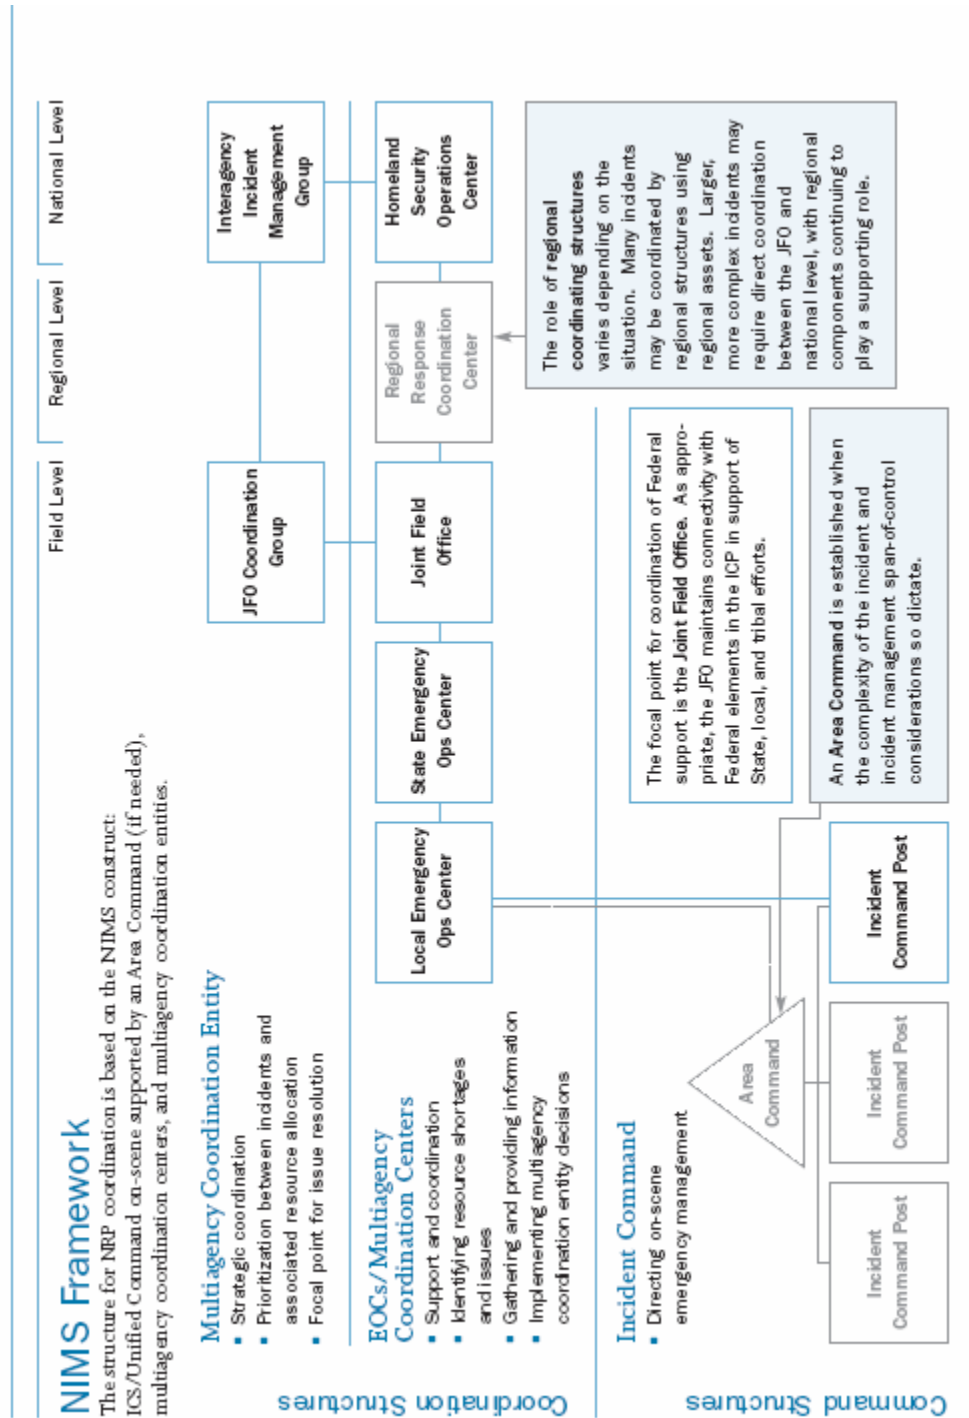 NIMS Framework
The structure for NRP coordination is based on the NIMS construct:
ICS/Unified Command on-scene supported by an Area Command (if needed),
multiagency coordination centers, and multiagency coordination entities.
Field Level
Regional Level
National Level
Coordination Structures
Multiagency Coordination Entity
▪ Strategic coordination
▪ Prioritization between incidents and
associated resource allocation
▪ Focal point for issue resolution
JFO Coordination
Group
Interagency
Incident
Management
Group
EOCs/Multiagency
Coordination Centers
▪ Support and coordination
▪ Identifying resource shortages
and issues
▪ Gathering and providing information
▪ Implementing multiagency
coordination entity decisions
Local Emergency
Ops Center
State Emergency
Ops Center
Joint Field
Office
Regional
Response
Coordination
Center
Homeland
Security
Operations
Center
Command Structures
Incident Command
▪ Directing on-scene
emergency management
Area
Command
Incident
Command Post
Incident
Command Post
Incident
Command Post
The focal point for coordination of Federal
support is the Joint Field Office. As appro-
priate, the JFO maintains connectivity with
Federal elements in the ICP in support of
State, local, and tribal efforts.
An Area Command is established when
the complexity of the incident and
incident management span-of-control
considerations so dictate.
The role of regional
coordinating structures
varies depending on the
situation. Many incidents
may be coordinated by
regional structures using
regional assets. Larger,
more complex incidents may
require direct coordination
between the JFO and
national level, with regional
components continuing to
play a supporting role.